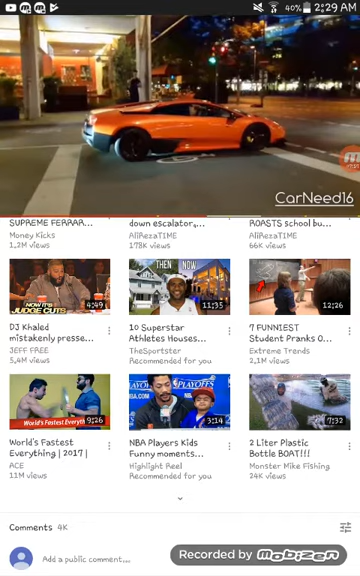 40% 2:29 AM
CarNeed16
SUPREME FERRAR... down escalator,... ROASTS school bu...
Money Kicks AliRezaTIME AliRezaTIME
1,2M views 178K views 66K views
THEN NOW
NOW IT'S JUDGE CUTS 4:49 11:35 12:26
DJ Khaled 10 Superstar 7 FUNNIEST
mistakenly presse... Athletes Houses... Student Pranks O...
JEFF FREE TheSportster Extreme Trends
5,4M views Recommended for you 2,1M views
PLAYOFFS
World's Fastest Everything! 9:26 3:14 7:32
World's Fastest NBA Players Kids 2 Liter Plastic
Everything | 2017 | Funny moments... Bottle BOAT!!!
ACE Highlight Reel Monster Mike Fishing
11M views Recommended for you 24K views
Comments 4K
Add a public comment...
Recorded by Mobizen